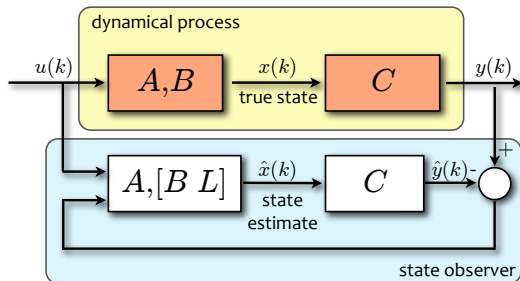 dynamical process
u(k)
A,B
x(k)
true state
C
y(k)
+
A,[B L]
x̂(k)
state
estimate
C
ŷ(k)
-
state observer